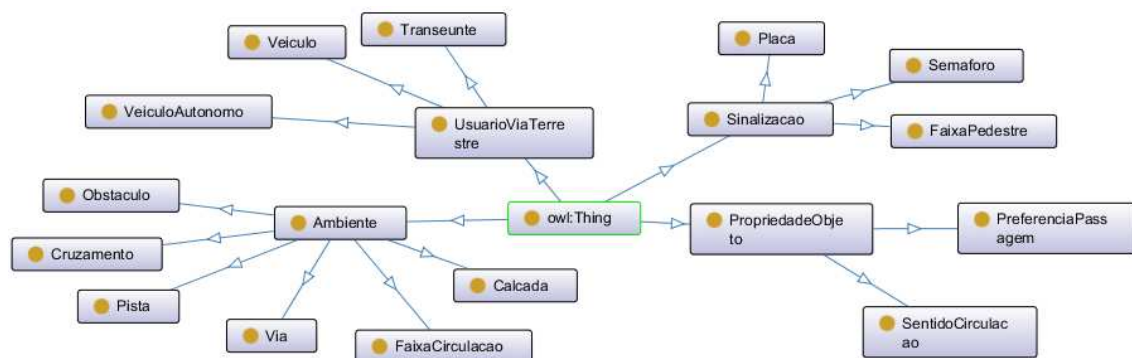 Transeunte
Veiculo
VeiculoAutonomo
UsuarioViaTerre
stre
Placa
Semaforo
Sinalizacao
FaixaPedestre
Obstaculo
Ambiente
owl:Thing
PropriedadeObje
to
PreferenciaPass
agem
Cruzamento
Calcada
Pista
Via
FaixaCirculacao
SentidoCirculac
ao